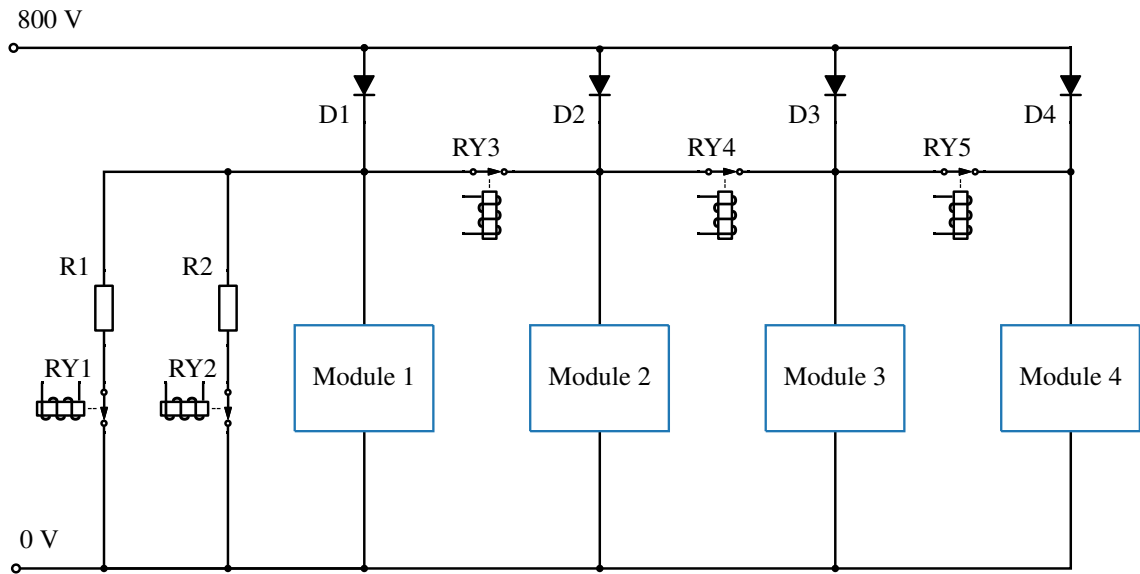 800 V
D1
D2
D3
D4
RY3
RY4
RY5
R1
R2
RY1
RY2
Module 1
Module 2
Module 3
Module 4
0 V